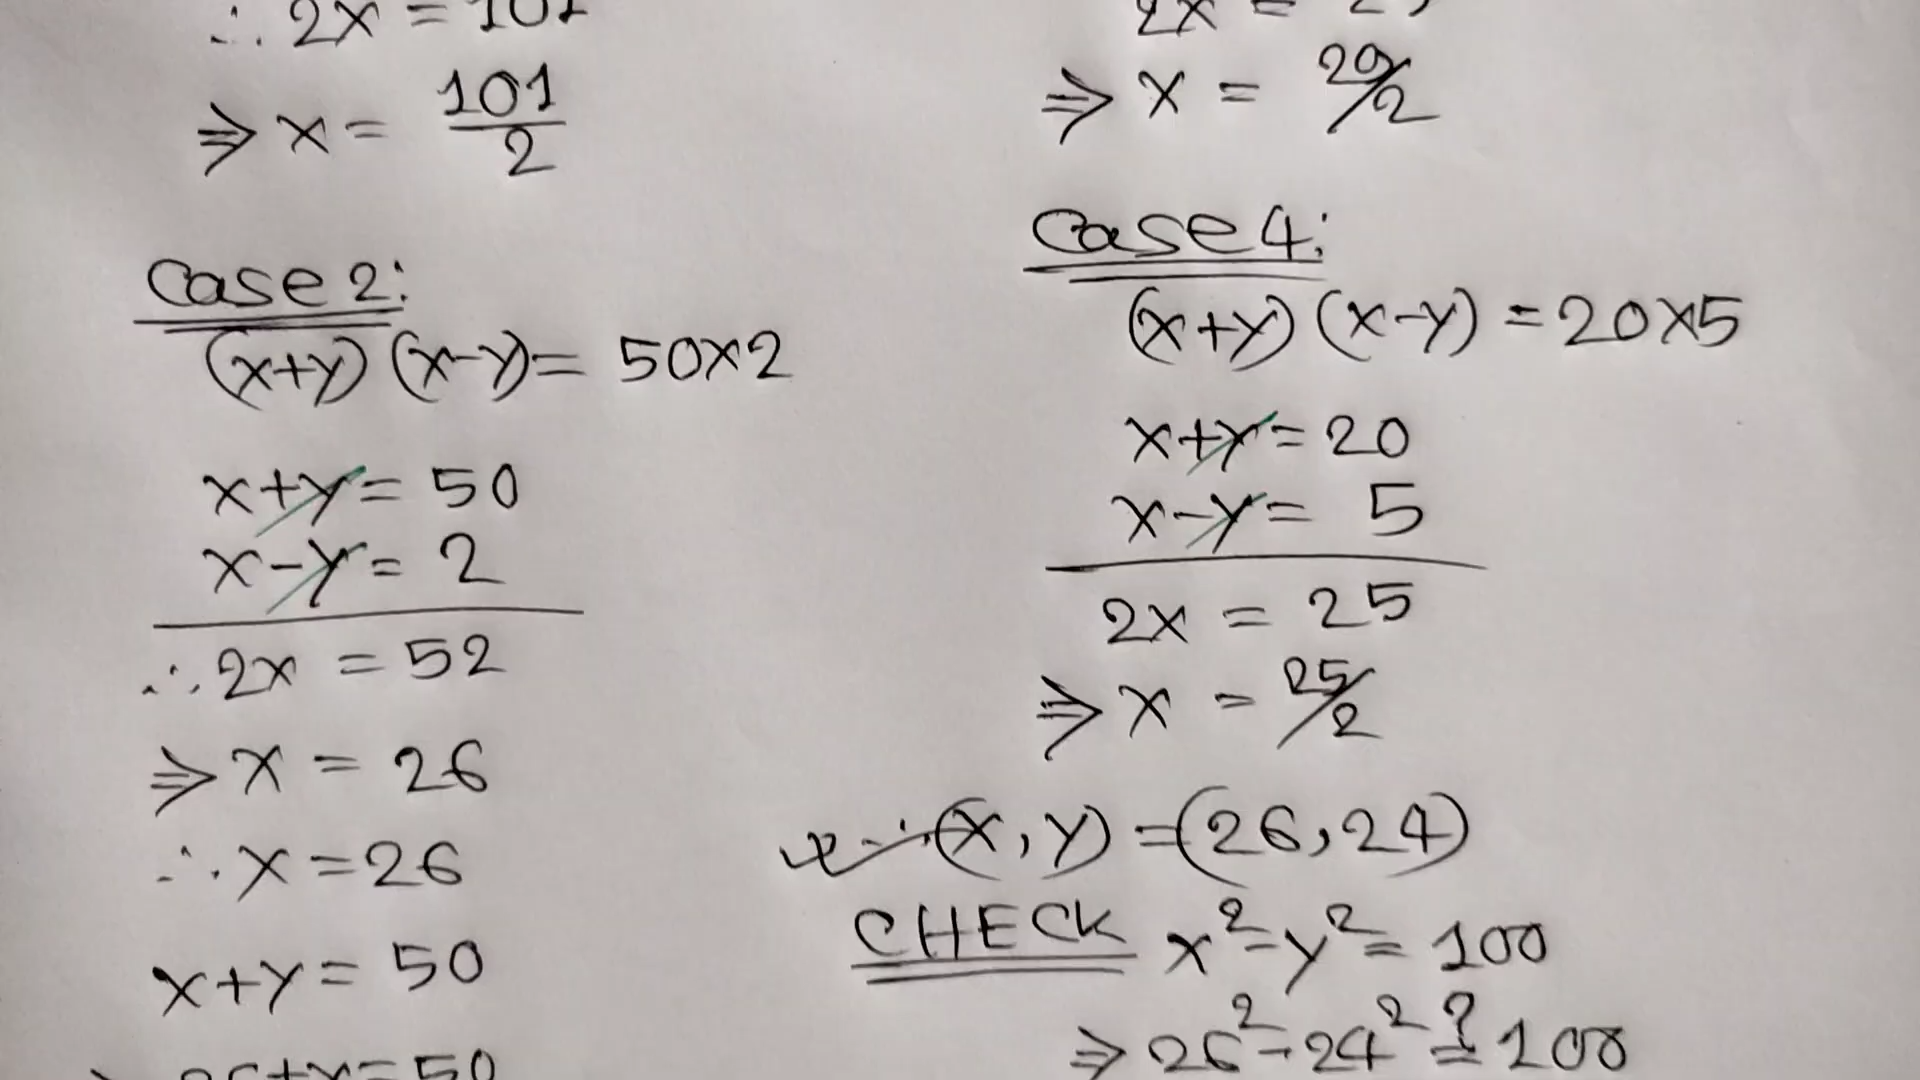 ∴ 2x = 101
⇒ x = 101/2
Case 2:
(x+y) (x-y) = 50×2
x+y = 50
x-y = 2
∴ 2x = 52
⇒ x = 26
∴ x = 26
x+y = 50
2x =
⇒ x = 29/2
Case 4:
(x+y) (x-y) = 20×5
x+y = 20
x-y = 5
2x = 25
⇒ x = 25/2
∴ (x, y) = (26, 24)
CHECK x²-y² = 100
⇒ 26²-24² ?= 100